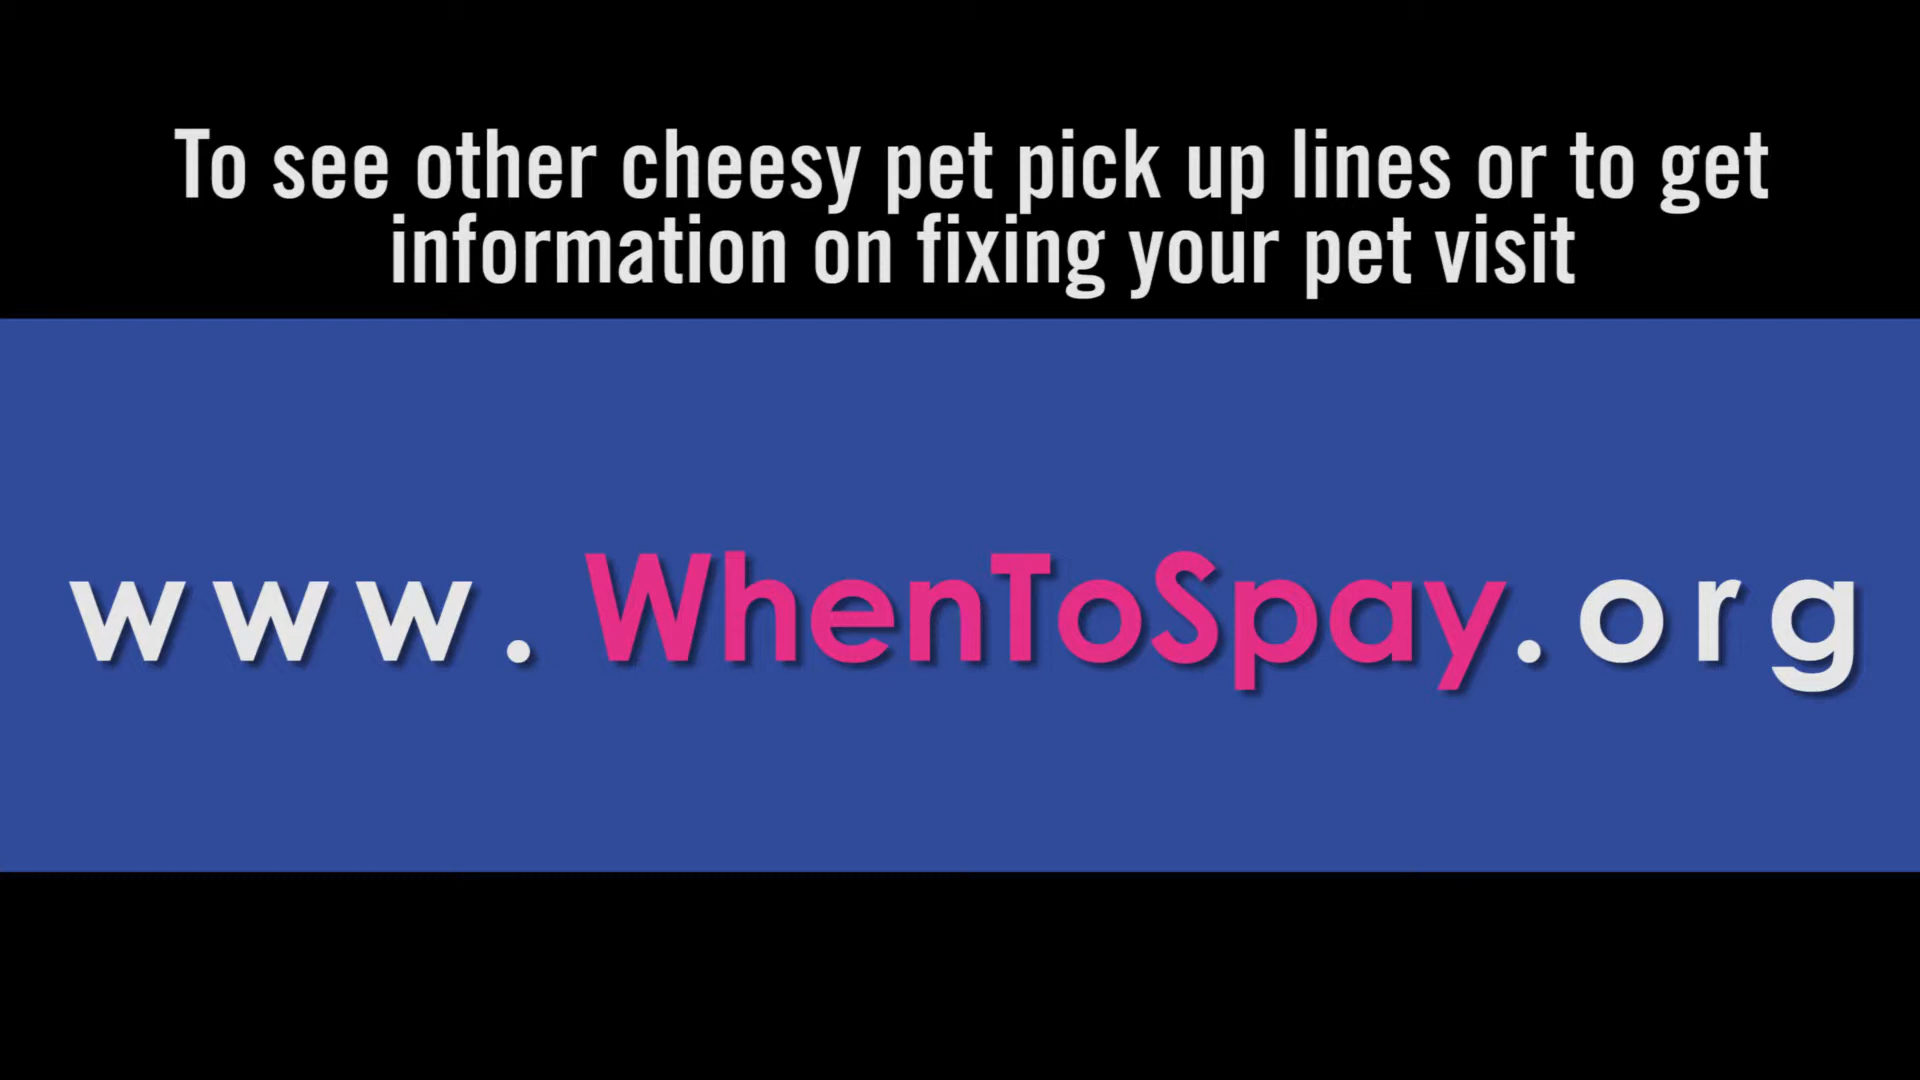 To see other cheesy pet pick up lines or to get
information on fixing your pet visit
www.WhenToSpay.org